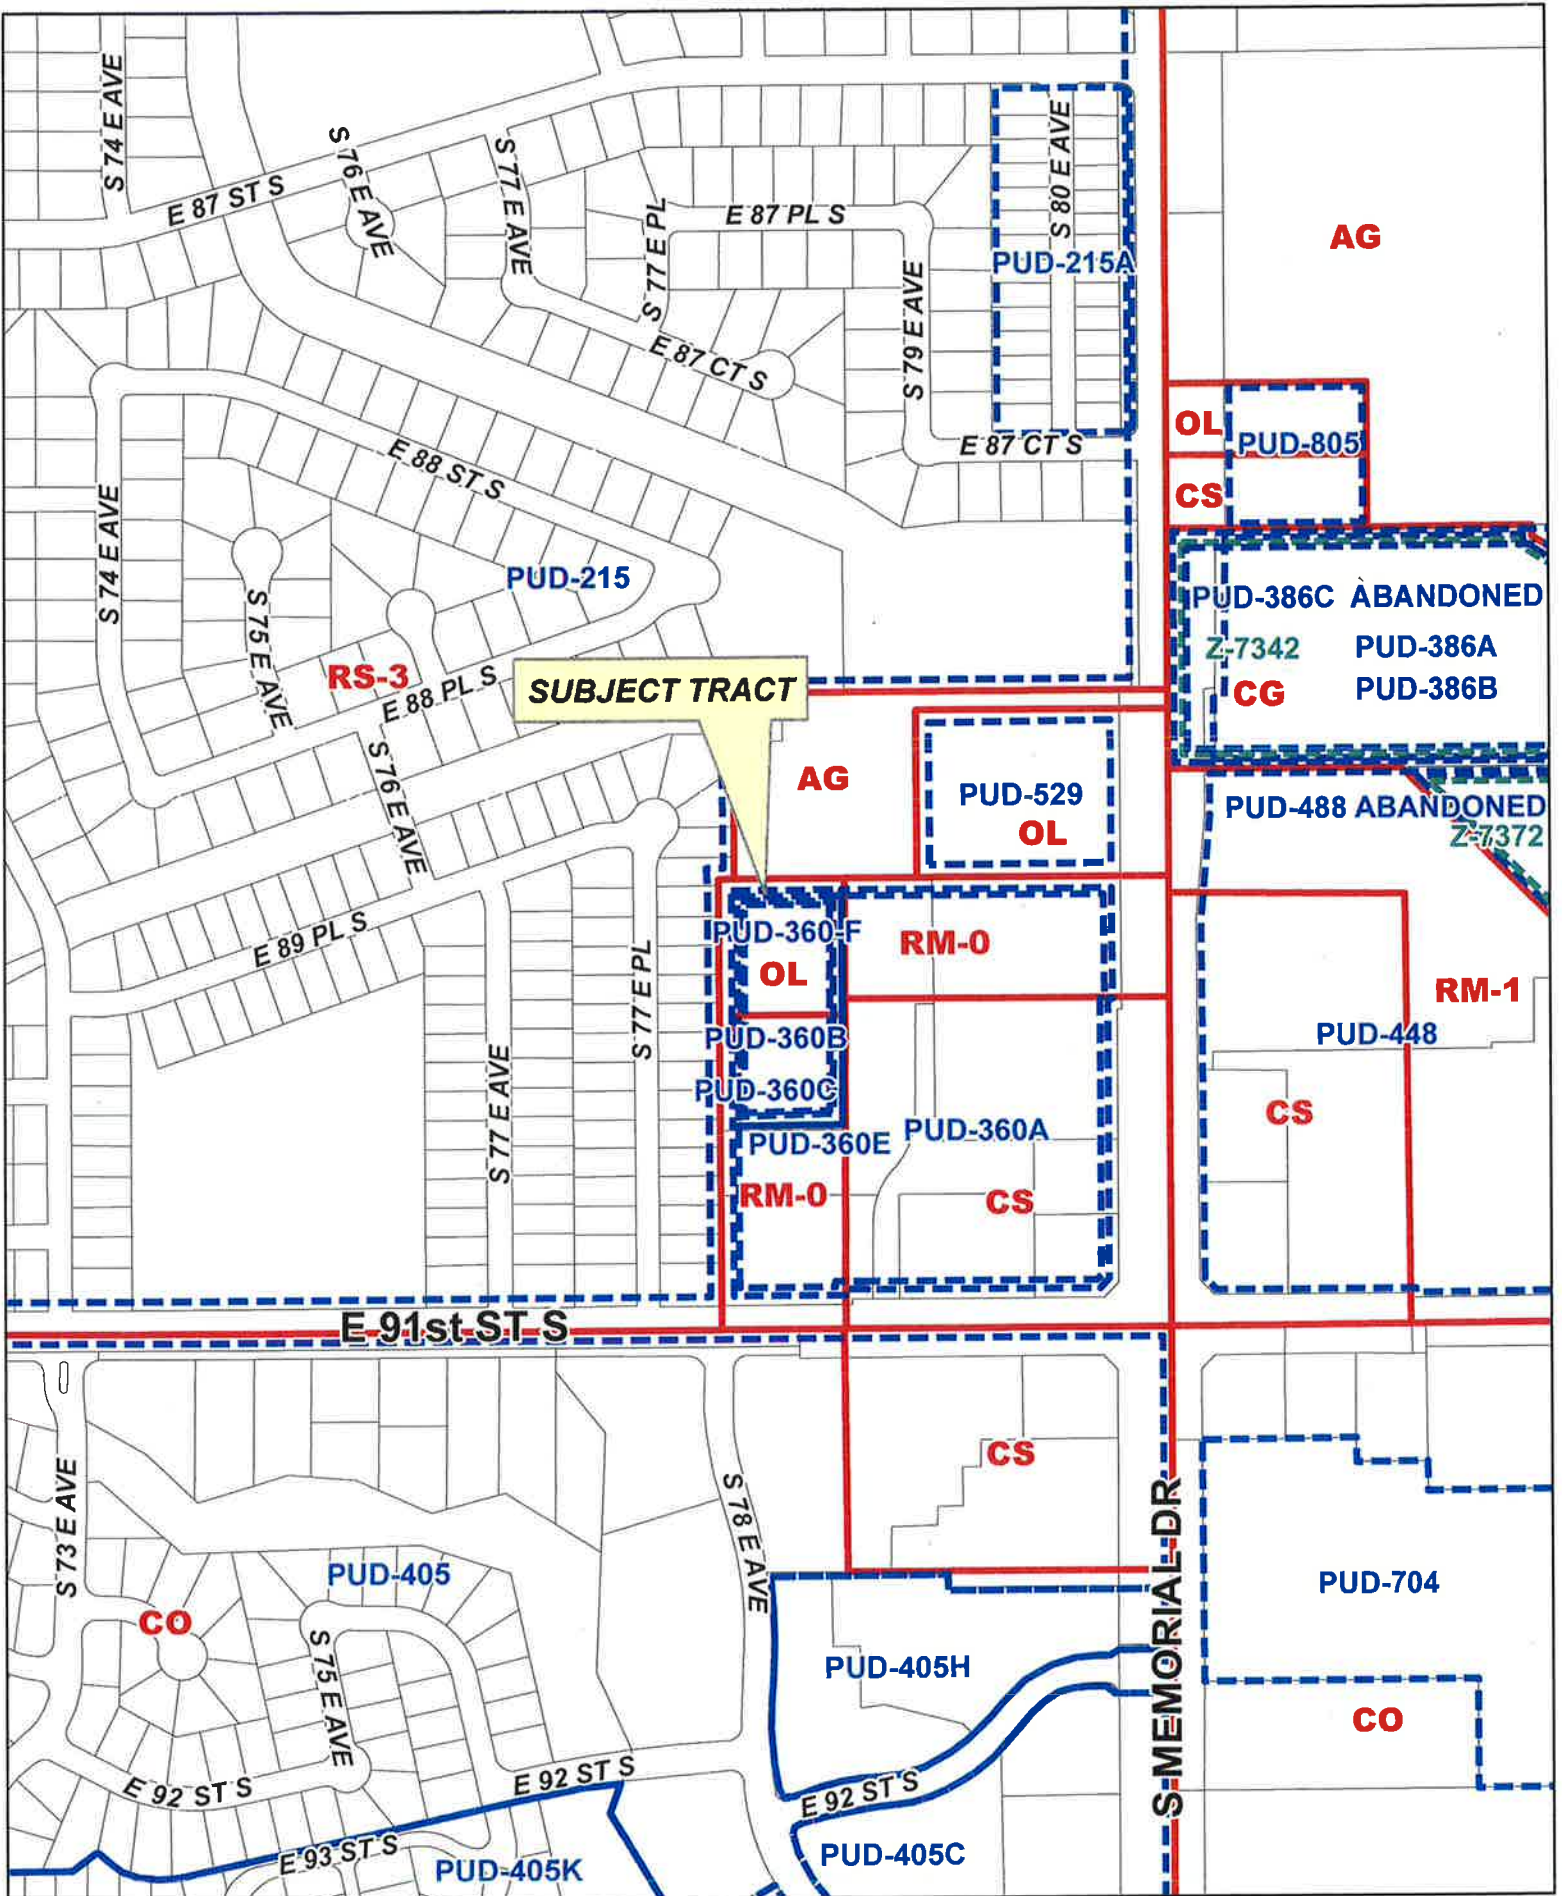 S 74 E AVE
E 87 ST S
S 76 E AVE
S 77 E AVE
S 77 E PL
E 87 PL S
S 80 E AVE
PUD-215A
AG
S 79 E AVE
E 87 CT S
E 87 CT S
OL
PUD-805
CS
E 88 ST S
S 74 E AVE
S 75 E AVE
PUD-215
RS-3
E 88 PL S
SUBJECT TRACT
PUD-386C ABANDONED
Z-7342
PUD-386A
CG
PUD-386B
S 76 E AVE
AG
PUD-529
OL
PUD-488 ABANDONED
Z-7372
E 89 PL S
S 77 E PL
S 77 E AVE
PUD-360-F
OL
RM-0
RM-1
PUD-360B
PUD-448
PUD-360C
CS
PUD-360E
PUD-360A
RM-0
CS
E 91st ST S
CS
S 73 E AVE
S 78 E AVE
PUD-405
CO
S 75 E AVE
PUD-704
PUD-405H
S MEMORIAL DR
CO
E 92 ST S
E 92 ST S
E 92 ST S
E 93 ST S
PUD-405K
PUD-405C